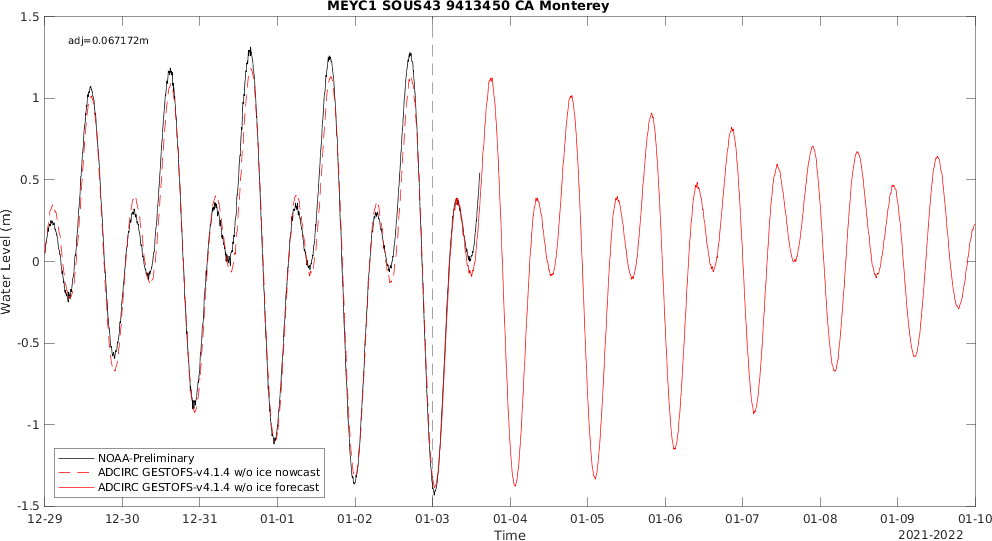 MEYC1 SOUS43 9413450 CA Monterey
adj=0.067172m
Water Level (m)
1.5
1
0.5
0
-0.5
-1
-1.5
NOAA-Preliminary
ADCIRC GESTOFS-v4.1.4 w/o ice nowcast
ADCIRC GESTOFS-v4.1.4 w/o ice forecast
12-29 12-30 12-31 01-01 01-02 01-03 01-04 01-05 01-06 01-07 01-08 01-09 01-10
Time
2021-2022